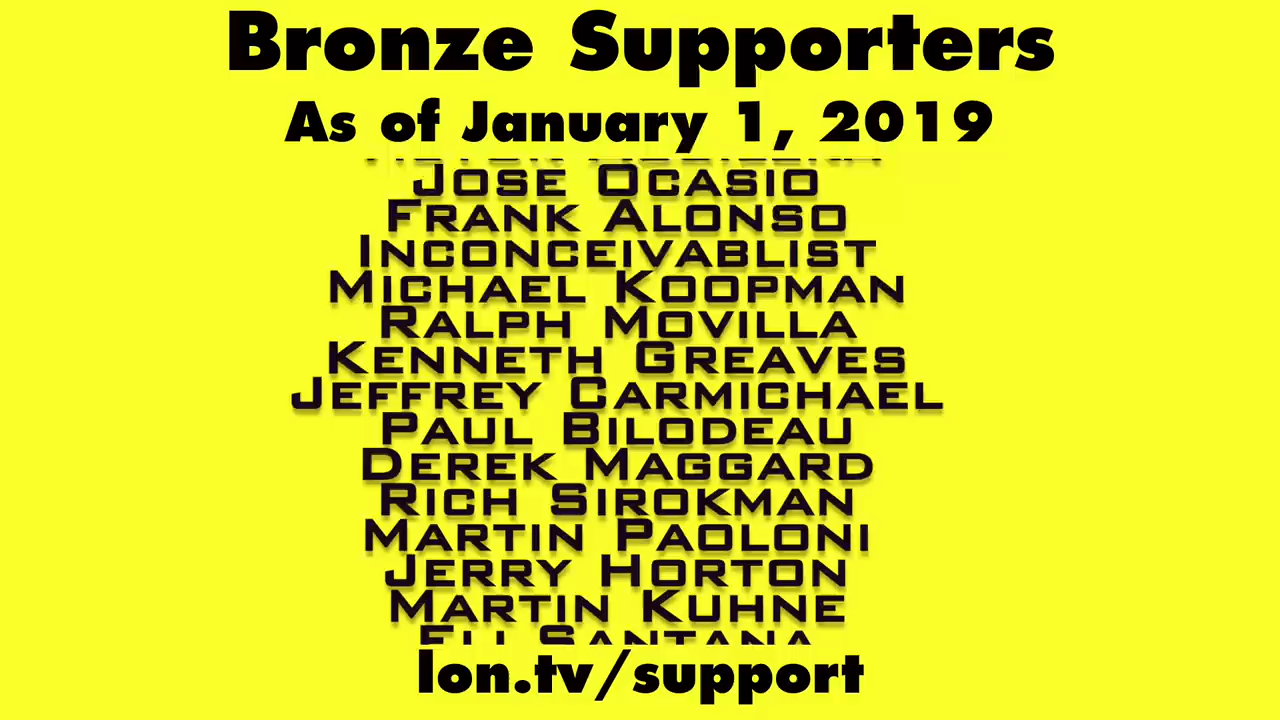 Bronze Supporters
As of January 1, 2019
Jose Ocasio
Frank Alonso
Inconceivablist
Michael Koopman
Ralph Movilla
Kenneth Greaves
Jeffrey Carmichael
Paul Bilodeau
Derek Maggard
Rich Sirokman
Martin Paoloni
Jerry Horton
Martin Kuhne
Santana
lon.tv/support